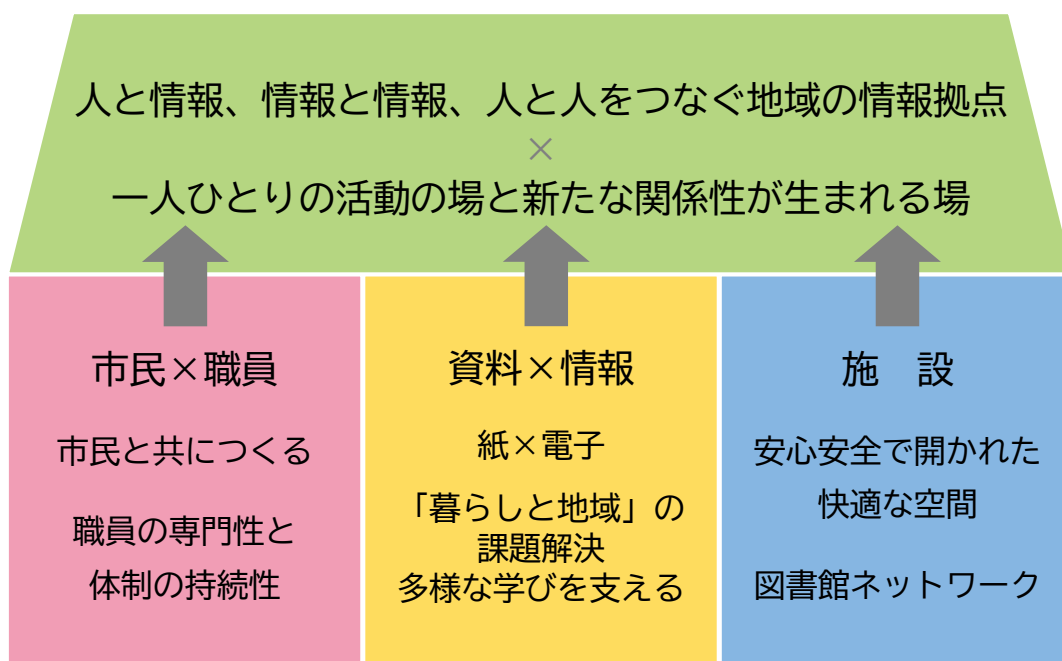 人と情報、情報と情報、人と人をつなぐ地域の情報拠点
×
一人ひとりの活動の場と新たな関係性が生まれる場
市民×職員
市民と共につくる
職員の専門性と
体制の持続性
資料×情報
紙×電子
「暮らしと地域」の
課題解決
多様な学びを支える
施　設
安心安全で開かれた
快適な空間
図書館ネットワーク